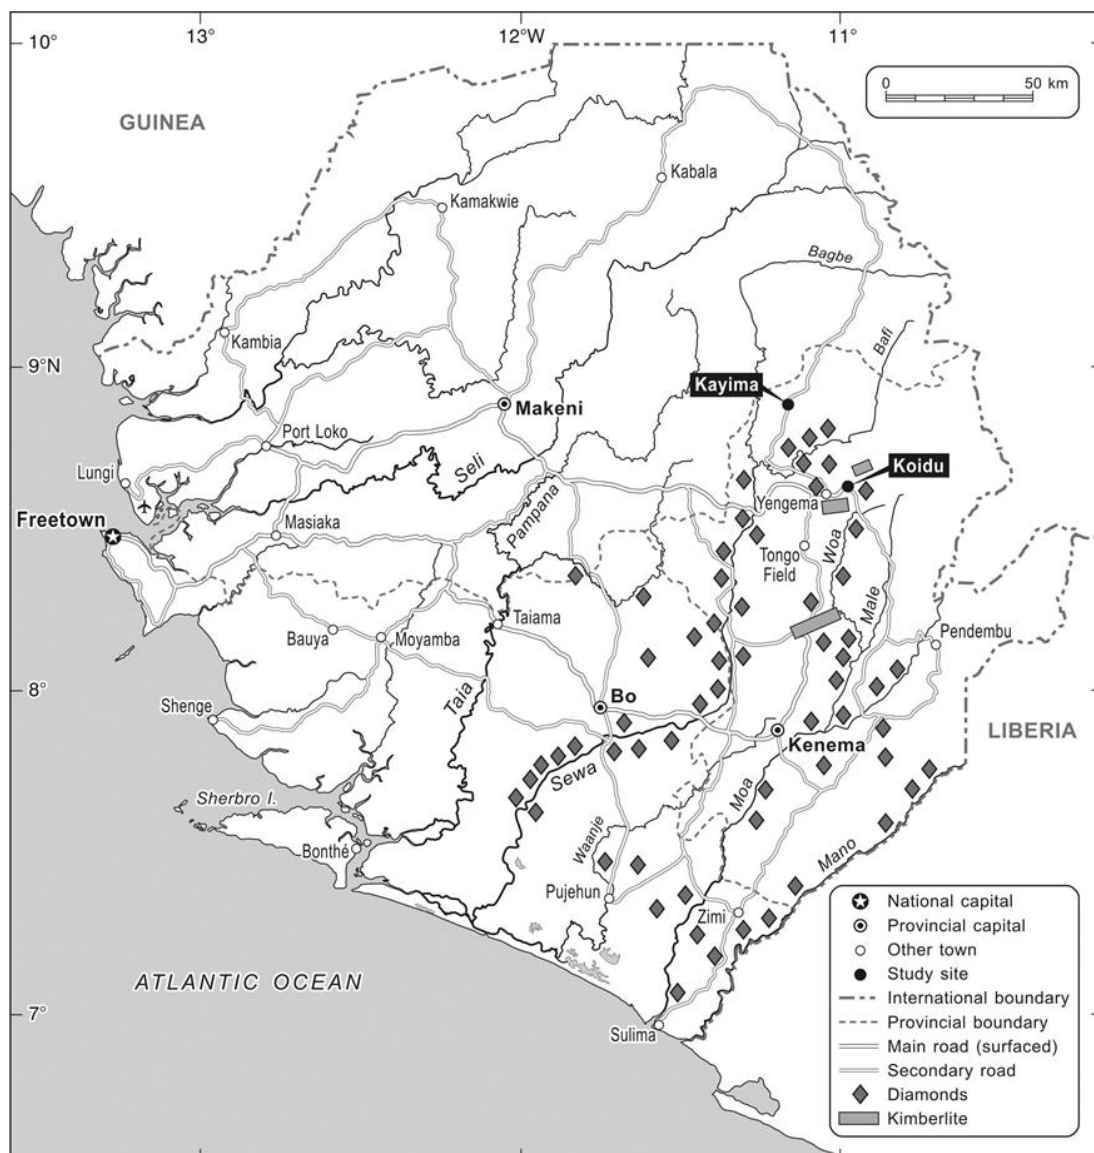 13°
12°W
11°
10°
0
50 km
GUINEA
Kabala
Kamakwie
Bagbe
Kambia
Bafi
9°N
Kayima
Makeni
Port Loko
Lungi
Seli
Koidu
Yengema
Freetown
Masiaka
Pampana
Tongo
Field
Woa
Male
Taiama
Bauya
Moyamba
Pendembu
8°
Shenge
Taia
Bo
Kenema
LIBERIA
Sewa
Moa
Sherbro I.
Bonthé
Waanje
Mano
Pujehun
Zimi
ATLANTIC OCEAN
7°
Sulima
National capital
Provincial capital
Other town
Study site
International boundary
Provincial boundary
Main road (surfaced)
Secondary road
Diamonds
Kimberlite